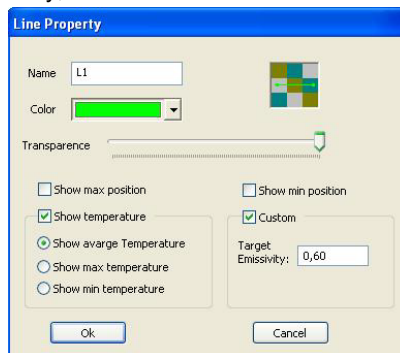 Line Property
Name L1
Color
Transparence
Show max position
Show min position
Show temperature
Custom
Show avarge Temperature
Target
Emissivity: 0,60
Show max temperature
Show min temperature
Ok
Cancel